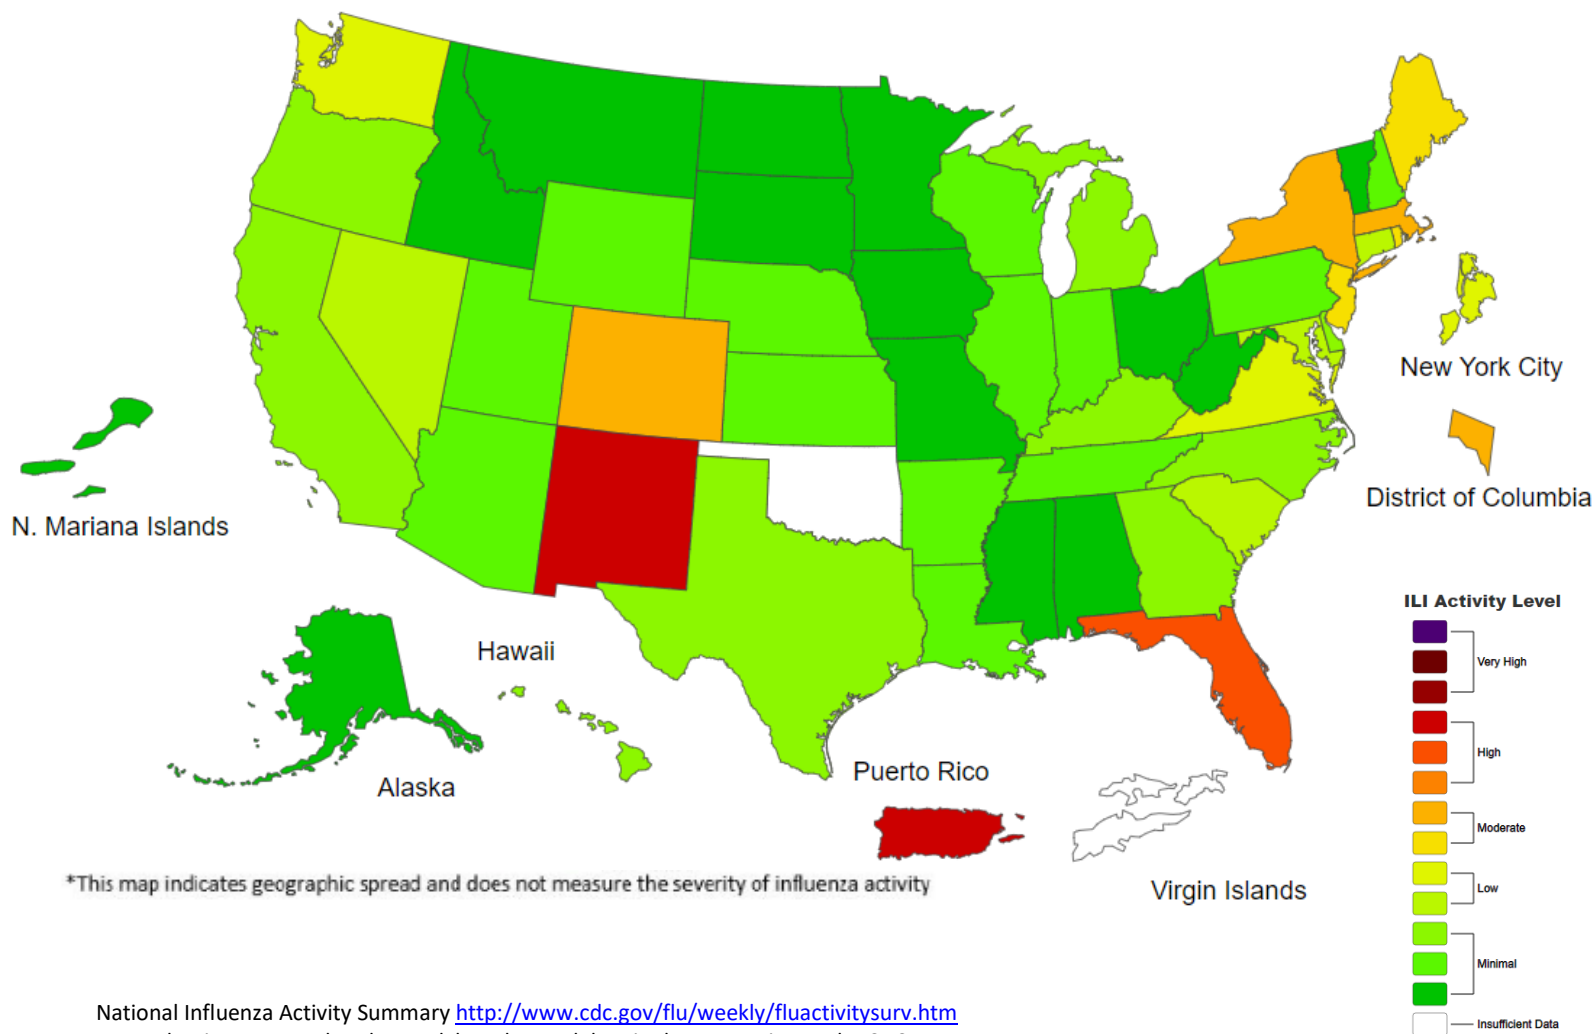 New York City
District of Columbia
N. Mariana Islands
ILI Activity Level
Very High
High
Moderate
Low
Minimal
Insufficient Data
Hawaii
Alaska
Puerto Rico
Virgin Islands
*This map indicates geographic spread and does not measure the severity of influenza activity
National Influenza Activity Summary http://www.cdc.gov/flu/weekly/fluactivitysurv.htm